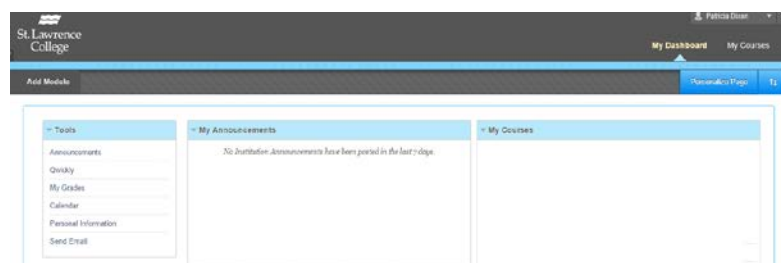 Patricia Dixon
St. Lawrence
College
My Dashboard
My Courses
Add Module
Personalize Page
Tools
My Announcements
My Courses
Announcements
No Institution Announcements have been posted in the last 7 days.
Qwickly
My Grades
Calendar
Personal Information
Send Email